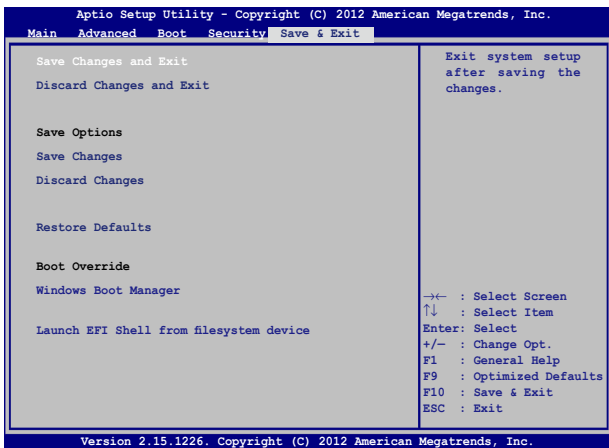 Aptio Setup Utility - Copyright (C) 2012 American Megatrends, Inc.
Main Advanced Boot Security Save & Exit
Save Changes and Exit
Discard Changes and Exit
Save Options
Save Changes
Discard Changes
Restore Defaults
Boot Override
Windows Boot Manager
Launch EFI Shell from filesystem device
Exit system setup
after saving the
changes.
→← : Select Screen
↑↓ : Select Item
Enter: Select
+/— : Change Opt.
F1 : General Help
F9 : Optimized Defaults
F10 : Save & Exit
ESC : Exit
Version 2.15.1226. Copyright (C) 2012 American Megatrends, Inc.